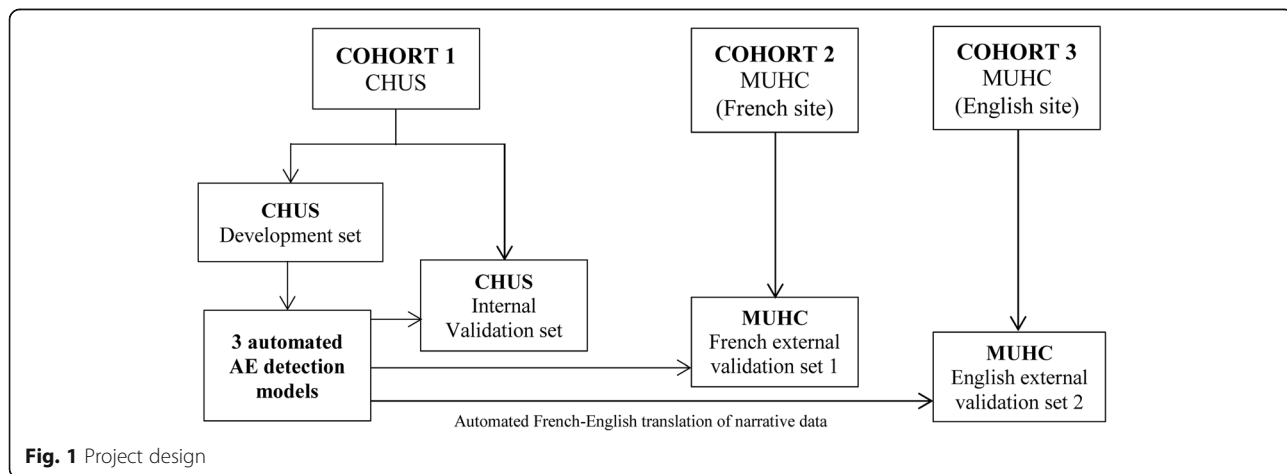 COHORT 1
CHUS
COHORT 2
MUHC
(French site)
COHORT 3
MUHC
(English site)
CHUS
Development set
CHUS
Internal
Validation set
3 automated
AE detection
models
MUHC
French external
validation set 1
MUHC
English external
validation set 2
Automated French-English translation of narrative data
Fig. 1 Project design